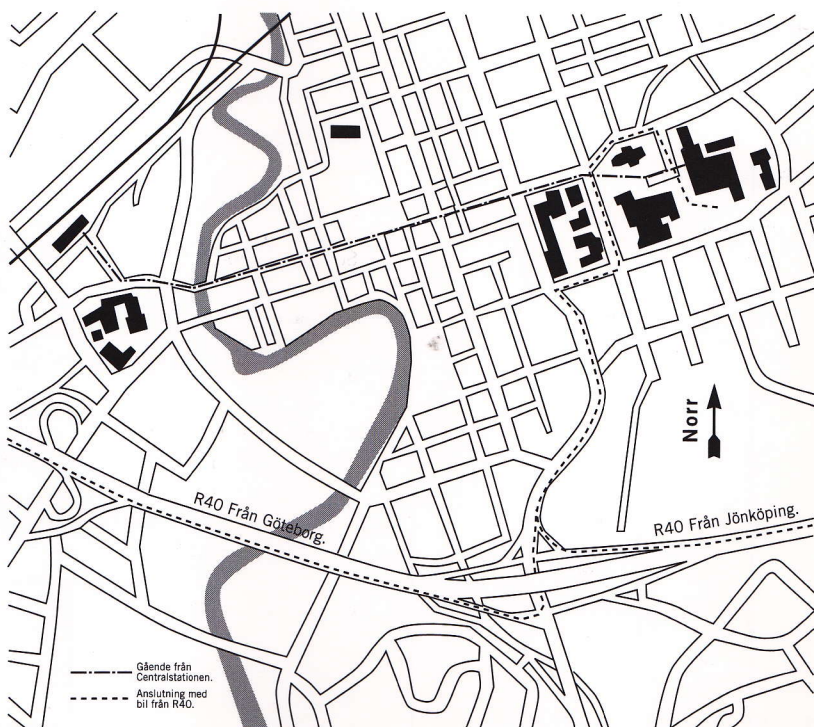 Norr
R40 Från Göteborg.
R40 Från Jönköping.
Gående från
Centralstationen.
Anslutning med
bil från R40.